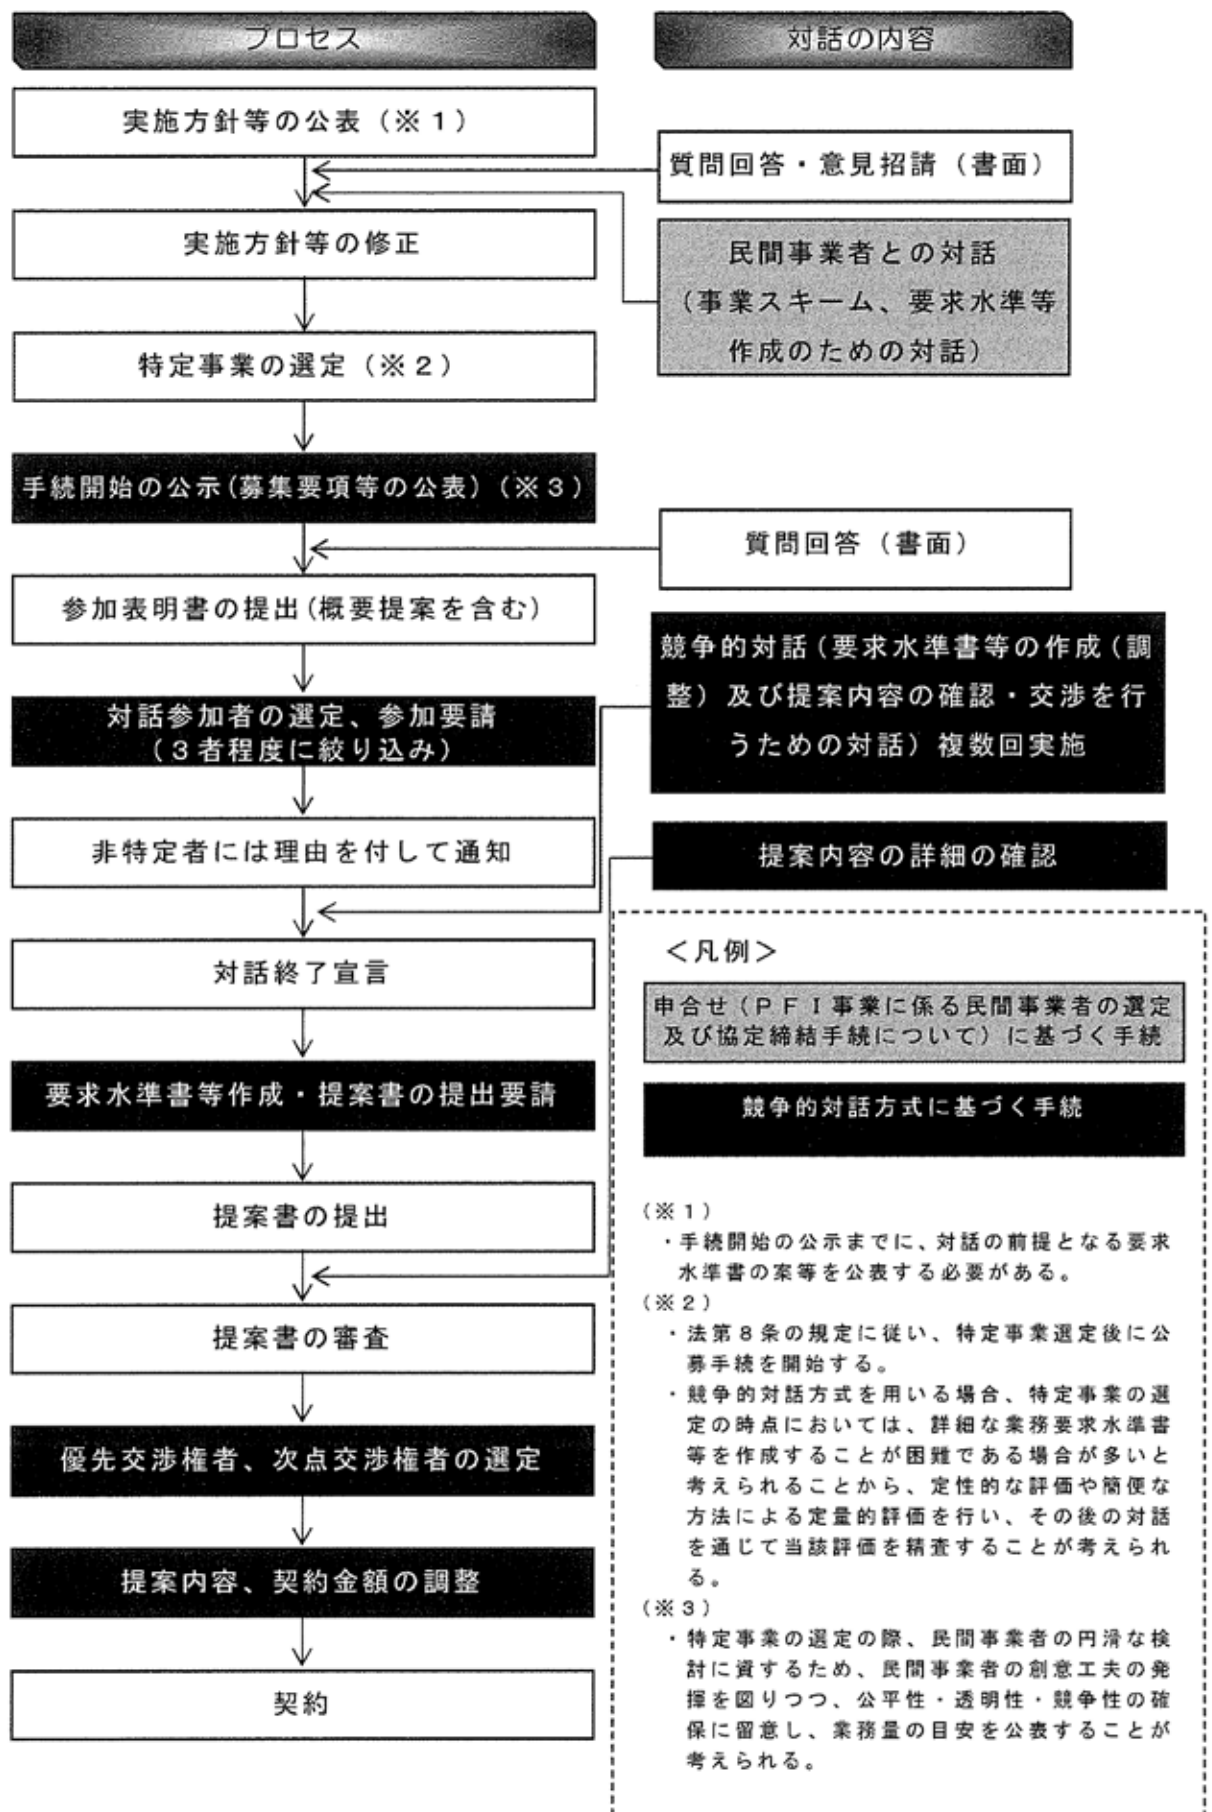 プロセス
実施方針等の公表（※１）
実施方針等の修正
特定事業の選定（※２）
手続開始の公示(募集要項等の公表)（※３）
参加表明書の提出(概要提案を含む)
対話参加者の選定、参加要請
（３者程度に絞り込み）
非特定者には理由を付して通知
対話終了宣言
要求水準書等作成・提案書の提出要請
提案書の提出
提案書の審査
優先交渉権者、次点交渉権者の選定
提案内容、契約金額の調整
契約
対話の内容
質問回答・意見招請（書面）
民間事業者との対話
（事業スキーム、要求水準等
作成のための対話）
質問回答（書面）
競争的対話（要求水準書等の作成（調
整）及び提案内容の確認・交渉を行
うための対話）複数回実施
提案内容の詳細の確認
＜凡例＞
申合せ（ＰＦＩ事業に係る民間事業者の選定
及び協定締結手続について）に基づく手続
競争的対話方式に基づく手続
（※１）
・手続開始の公示までに、対話の前提となる要求
水準書の案等を公表する必要がある。
（※２）
・法第８条の規定に従い、特定事業選定後に公
募手続を開始する。
・競争的対話方式を用いる場合、特定事業の選
定の時点においては、詳細な業務要求水準書
等を作成することが困難である場合が多いと
考えられることから、定性的な評価や簡便な
方法による定量的評価を行い、その後の対話
を通じて当該評価を精査することが考えられ
る。
（※３）
・特定事業の選定の際、民間事業者の円滑な検
討に資するため、民間事業者の創意工夫の発
揮を図りつつ、公平性・透明性・競争性の確
保に留意し、業務量の目安を公表することが
考えられる。